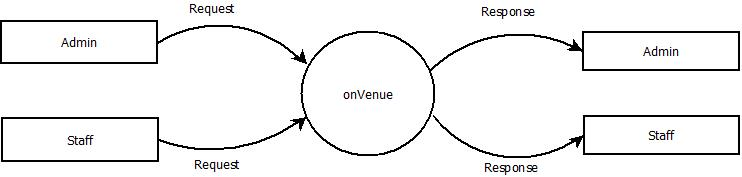 Request
Response
Admin
Admin
onVenue
Staff
Staff
Request
Response